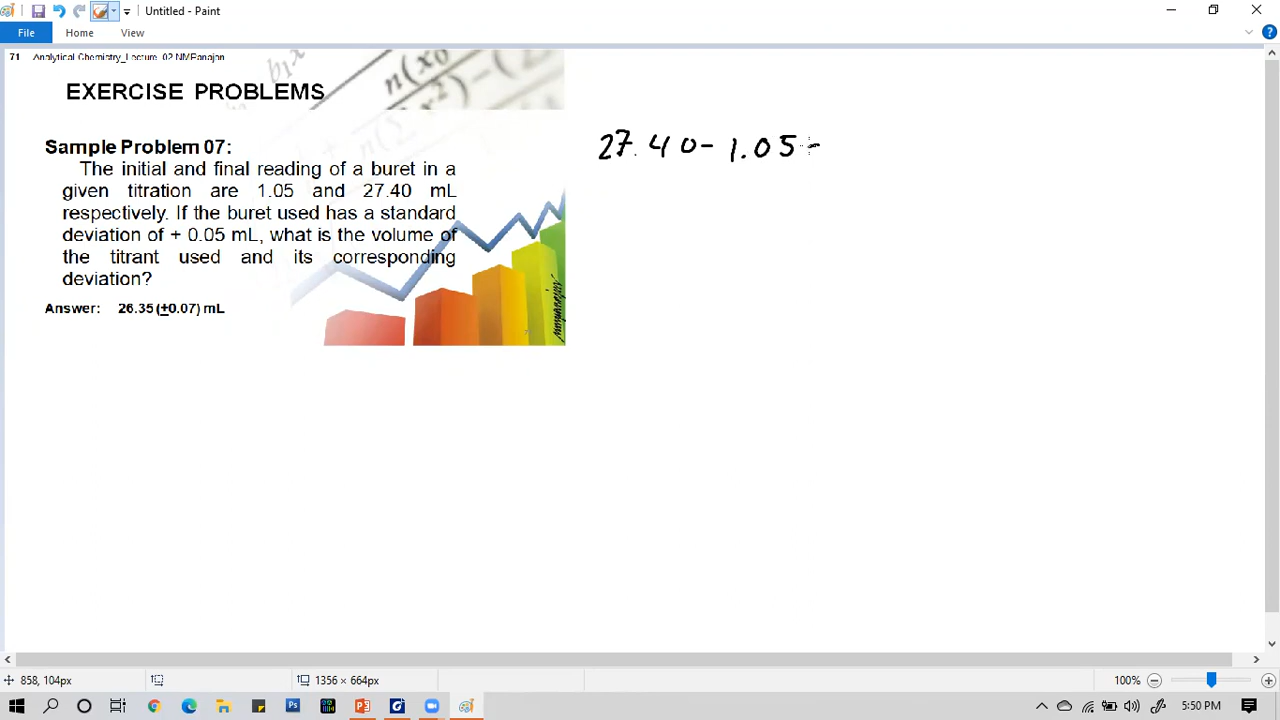 Untitled - Paint
File Home View
71 Analytical Chemistry_Lecture_02 NMPanajon
EXERCISE PROBLEMS
Sample Problem 07:
The initial and final reading of a buret in a
given titration are 1.05 and 27.40 mL
respectively. If the buret used has a standard
deviation of + 0.05 mL, what is the volume of
the titrant used and its corresponding
deviation?
Answer: 26.35 (±0.07) mL
27.40 - 1.05 =
858, 104px
1356 × 664px
100%
5:50 PM